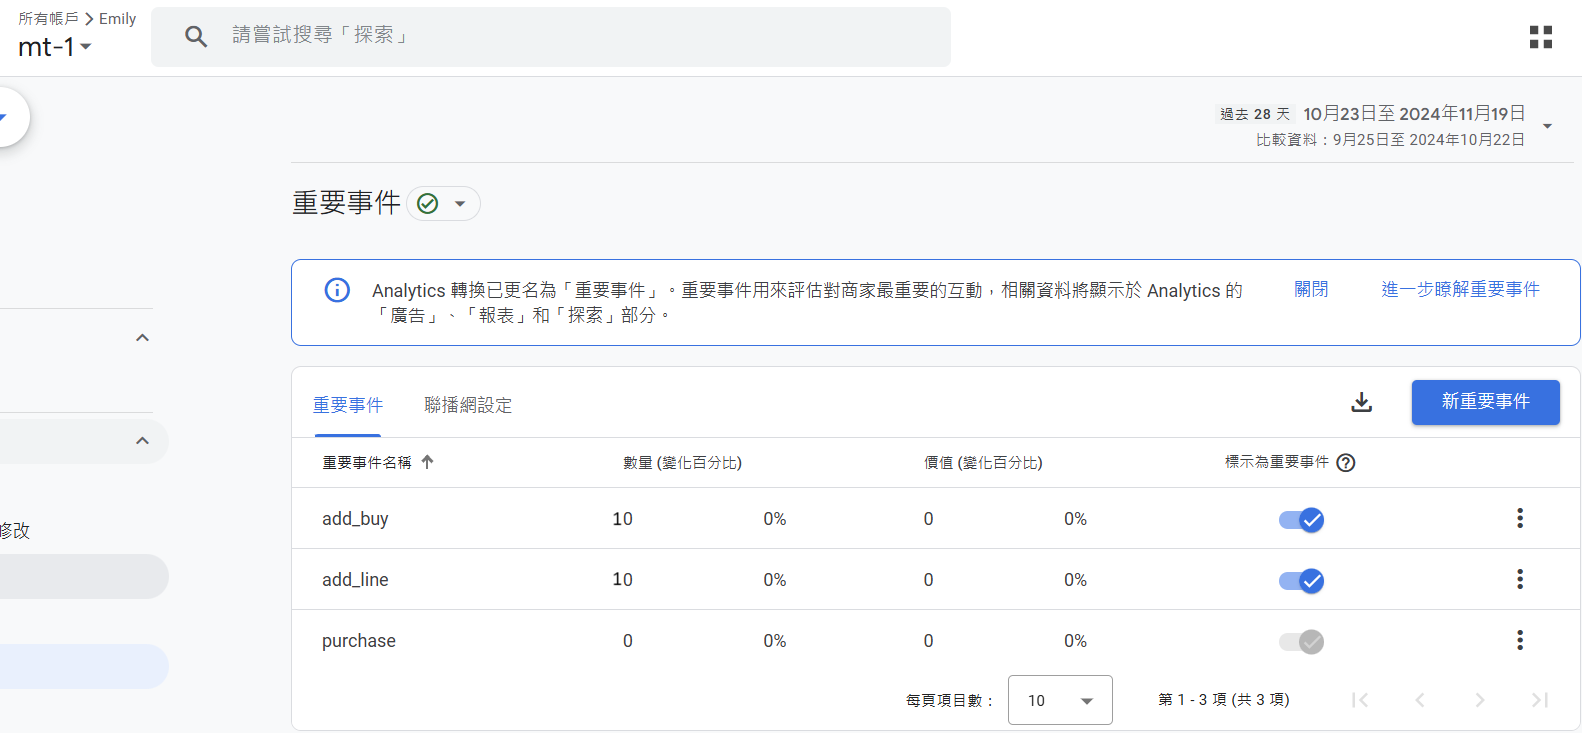 所有帳戶 > Emily
mt-1
請嘗試搜尋「探索」
過去 28 天 10月23日至 2024年11月19日
比較資料：9月25日至 2024年10月22日
重要事件
Analytics 轉換已更名為「重要事件」。重要事件用來評估對商家最重要的互動，相關資料將顯示於 Analytics 的
「廣告」、「報表」和「探索」部分。
關閉
進一步瞭解重要事件
重要事件 聯播網設定
新重要事件
重要事件名稱 數量 (變化百分比) 價值 (變化百分比) 標示為重要事件
add_buy 10 0% 0 0%
修改
add_line 10 0% 0 0%
purchase 0 0% 0 0%
每頁項目數： 10 第 1 - 3 項 (共 3 項)